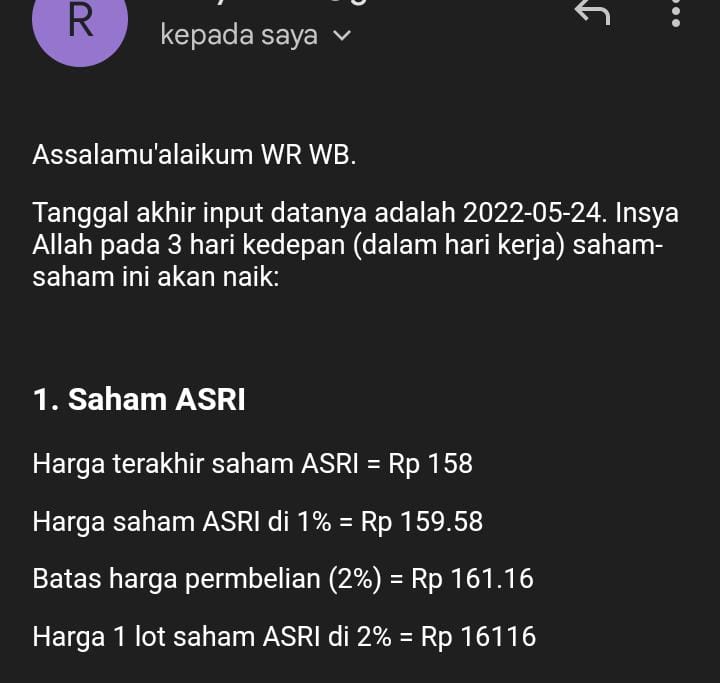 R
kepada saya
Assalamu'alaikum WR WB.
Tanggal akhir input datanya adalah 2022-05-24. Insya
Allah pada 3 hari kedepan (dalam hari kerja) saham-
saham ini akan naik:
1. Saham ASRI
Harga terakhir saham ASRI = Rp 158
Harga saham ASRI di 1% = Rp 159.58
Batas harga permbelian (2%) = Rp 161.16
Harga 1 lot saham ASRI di 2% = Rp 16116